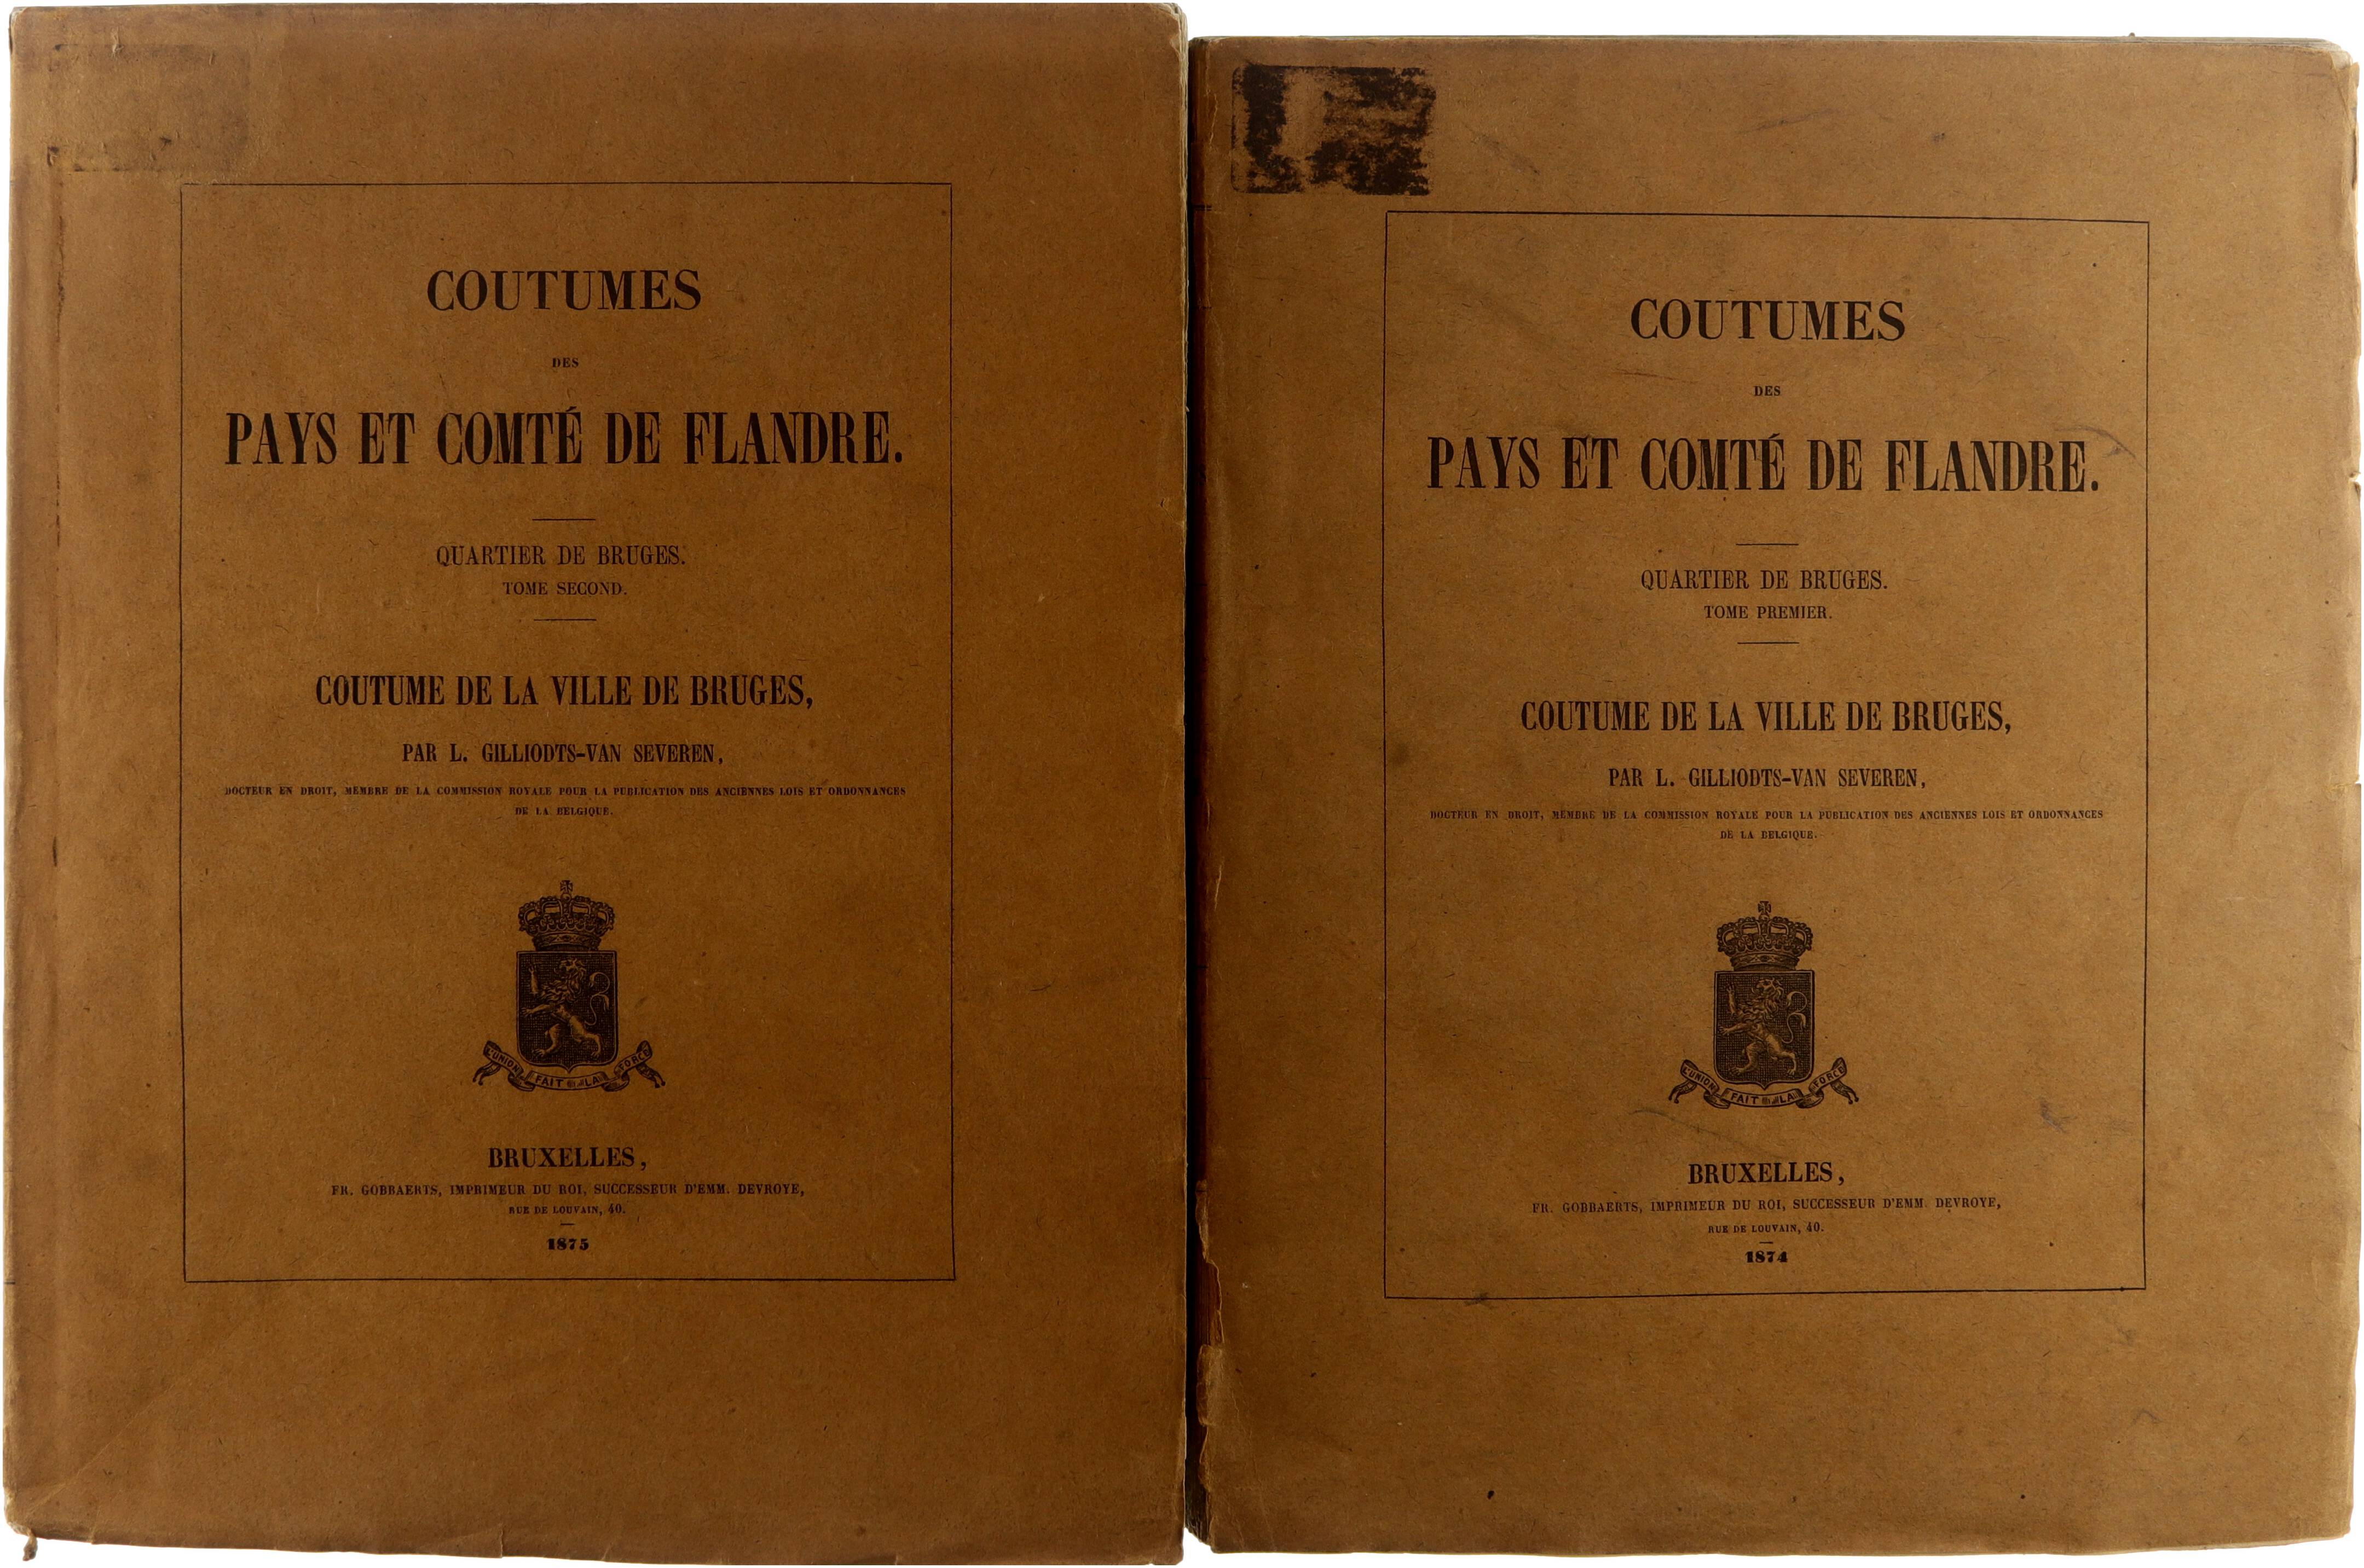 COUTUMES
DES
PAYS ET COMTÉ DE FLANDRE.
QUARTIER DE BRUGES.
TOME SECOND.
COUTUME DE LA VILLE DE BRUGES,
PAR L. GILLIODTS-VAN SEVEREN,
DOCTEUR EN DROIT, MEMBRE DE LA COMMISSION ROYALE POUR LA PUBLICATION DES ANCIENNES LOIS ET ORDONNANCES
DE LA BELGIQUE.
L'UNION FAIT LA FORCE
BRUXELLES,
FR. GOBBAERTS, IMPRIMEUR DU ROI, SUCCESSEUR D'EMM. DEVROYE,
RUE DE LOUVAIN, 40.
1875
COUTUMES
DES
PAYS ET COMTÉ DE FLANDRE.
QUARTIER DE BRUGES.
TOME PREMIER.
COUTUME DE LA VILLE DE BRUGES,
PAR L. GILLIODTS-VAN SEVEREN,
DOCTEUR EN DROIT, MEMBRE DE LA COMMISSION ROYALE POUR LA PUBLICATION DES ANCIENNES LOIS ET ORDONNANCES
DE LA BELGIQUE.
L'UNION FAIT LA FORCE
BRUXELLES,
FR. GOBBAERTS, IMPRIMEUR DU ROI, SUCCESSEUR D'EMM. DEVROYE,
RUE DE LOUVAIN, 40.
1874